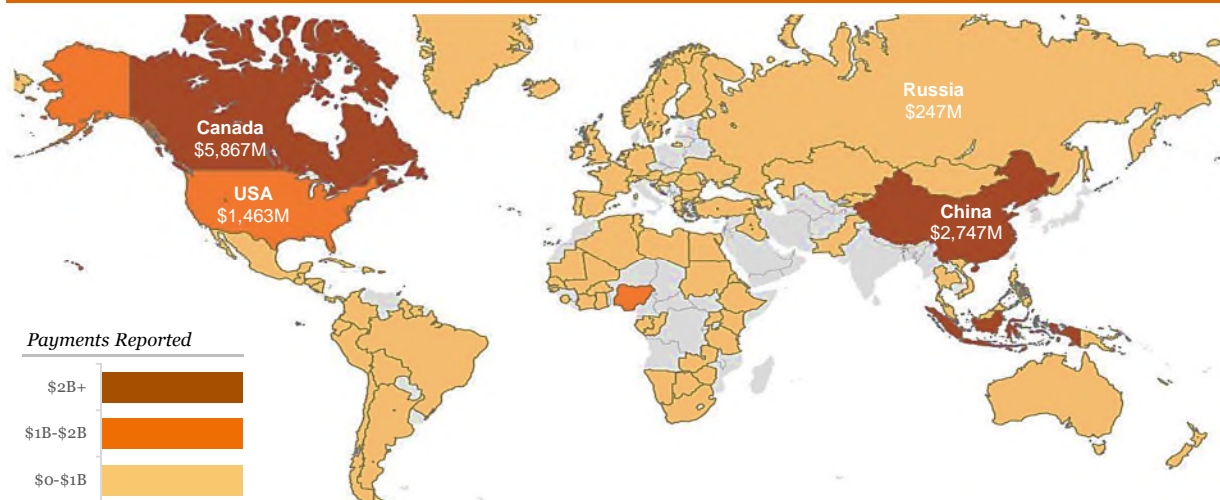 Russia
$247M
Canada
$5,867M
USA
$1,463M
China
$2,747M
Payments Reported
$2B+
$1B-$2B
$0-$1B